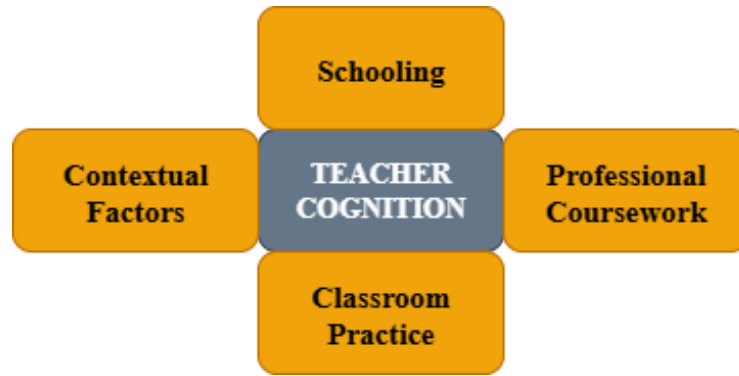 Schooling
Contextual
Factors
TEACHER
COGNITION
Professional
Coursework
Classroom
Practice